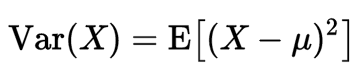 Var(X) = E[(X − μ)²]